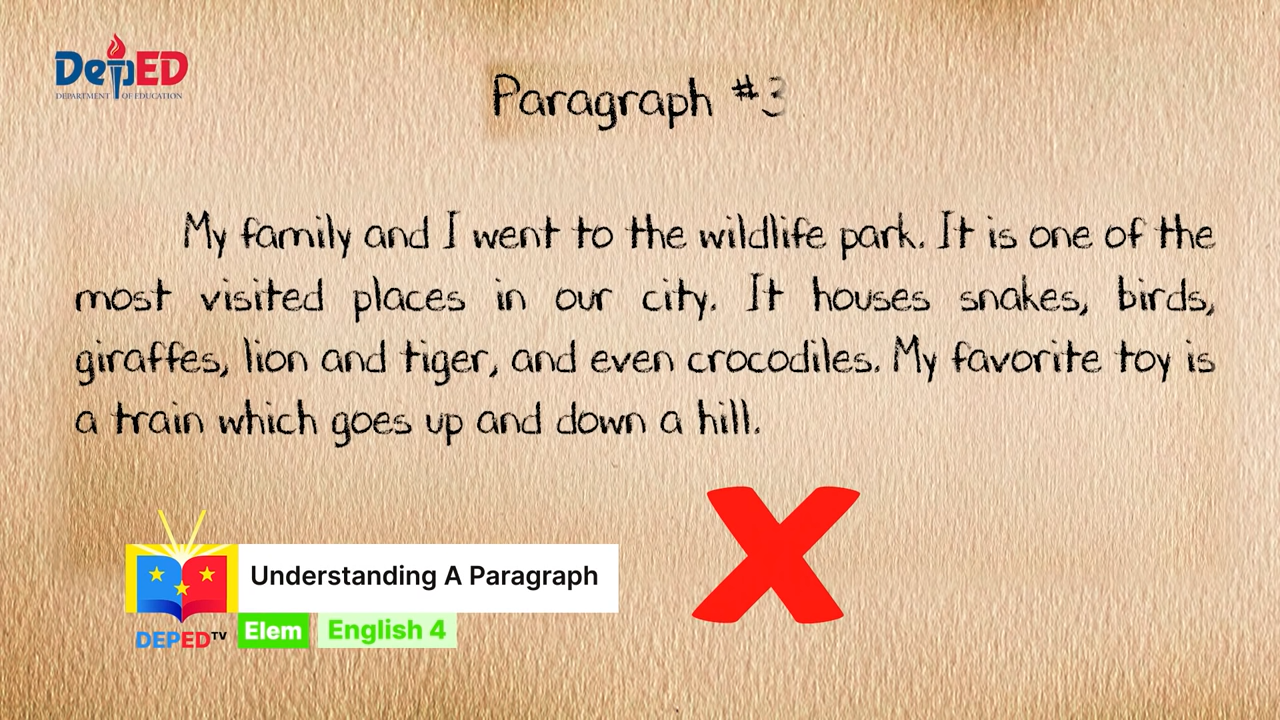 DepED
DEPARTMENT OF EDUCATION
Paragraph #3
My family and I went to the wildlife park. It is one of the
most visited places in our city. It houses snakes, birds,
giraffes, lion and tiger, and even crocodiles. My favorite toy is
a train which goes up and down a hill.
X
Understanding A Paragraph
DEPEDTV
Elem
English 4